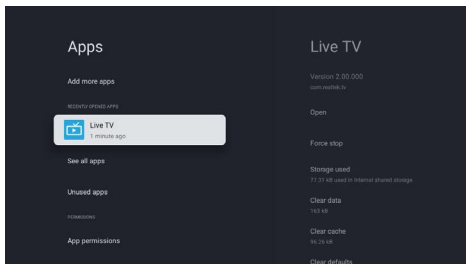 Apps
Add more apps
RECENTLY OPENED APPS
Live TV
1 minute ago
See all apps
Unused apps
PERMISSIONS
App permissions
Live TV
Version 2.00.000
com.realtek.tv
Open
Force stop
Storage used
77.31 kB used in internal shared storage
Clear data
163 kB
Clear cache
96.26 kB
Clear defaults